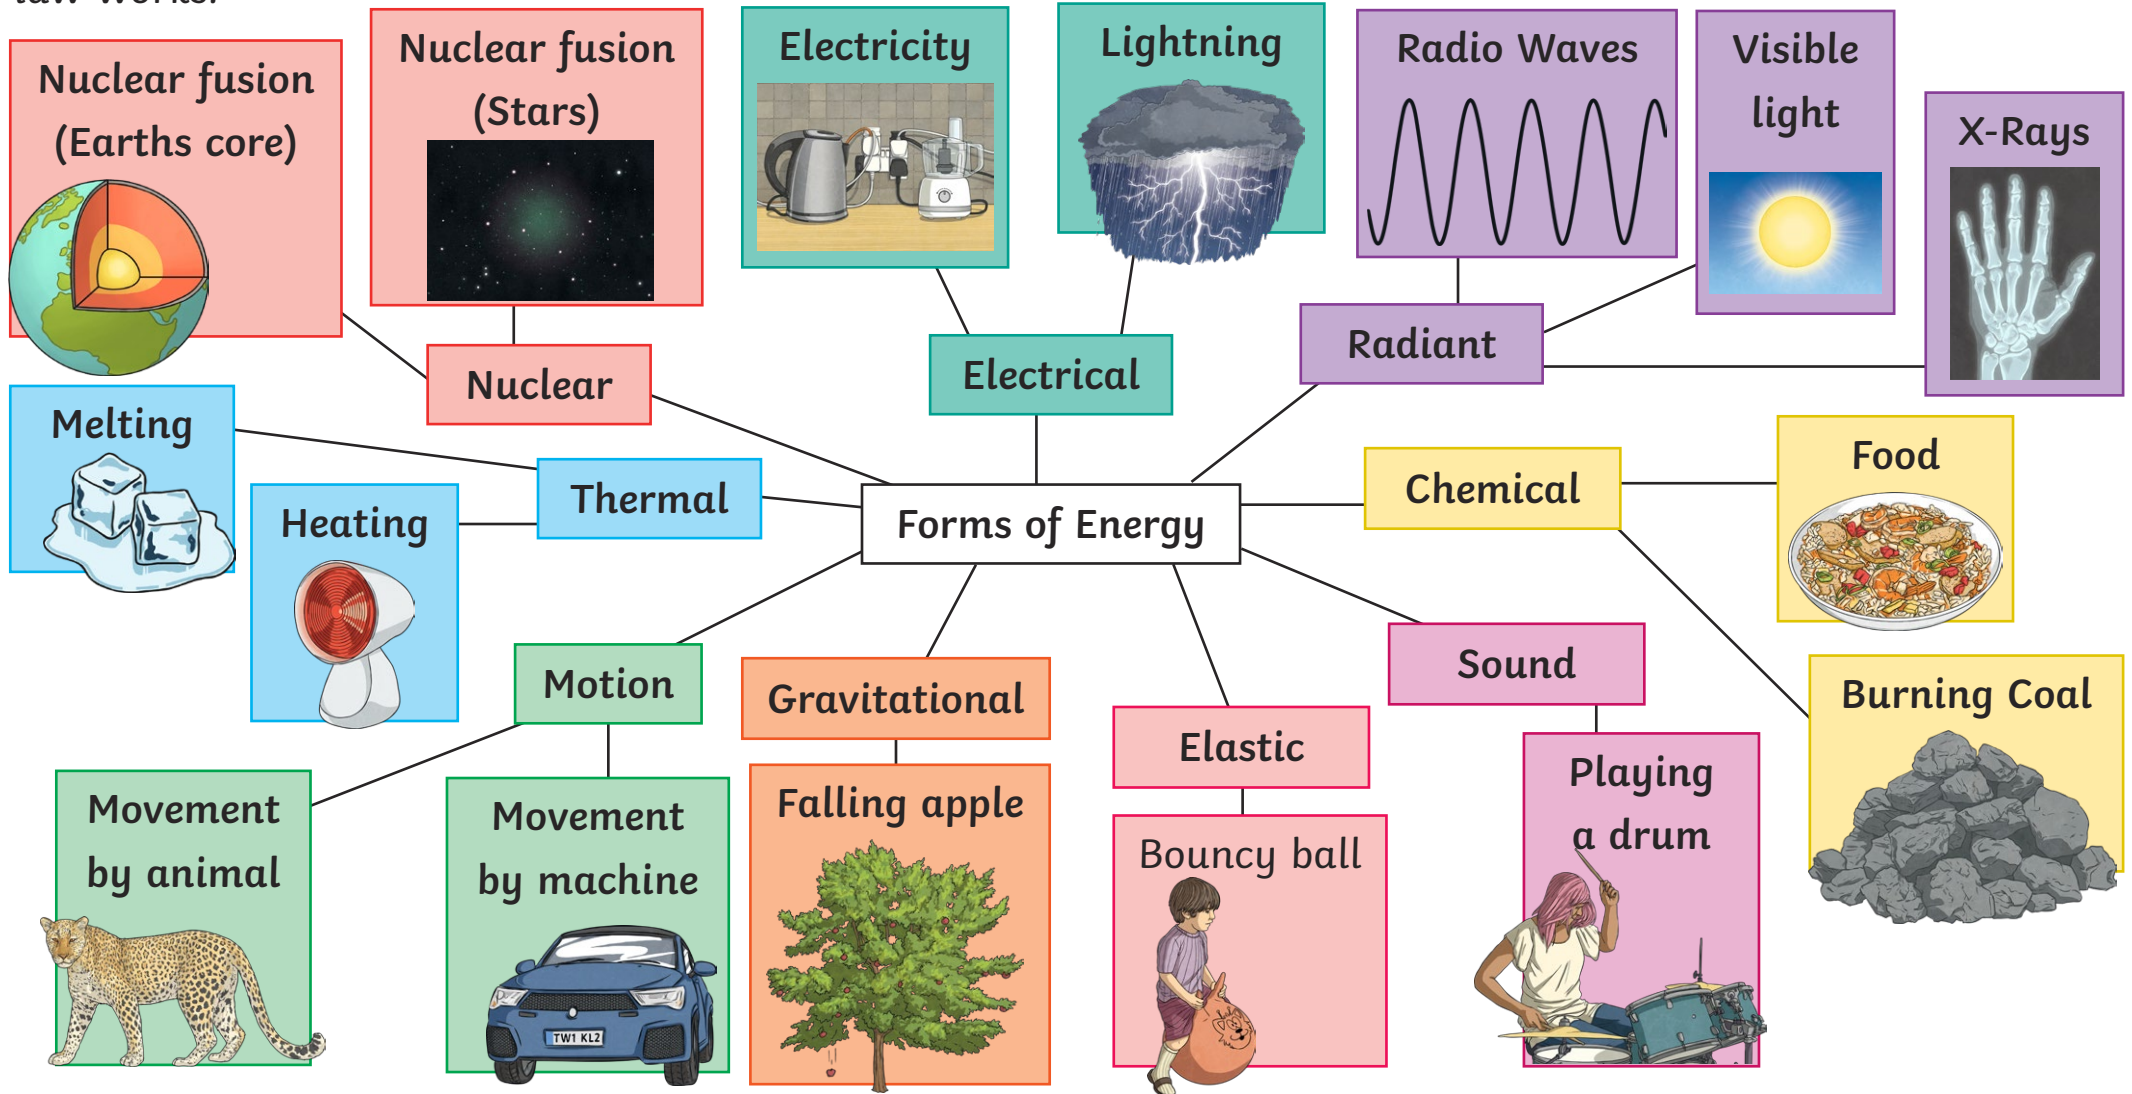 law works.
Nuclear fusion
(Earths core)
Nuclear fusion
(Stars)
Electricity
Lightning
Radio Waves
Visible
light
X-Rays
Nuclear
Electrical
Radiant
Melting
Heating
Thermal
Forms of Energy
Chemical
Food
Burning Coal
Motion
Gravitational
Elastic
Sound
Movement
by animal
Movement
by machine
TW1 KL2
Falling apple
Bouncy ball
Playing
a drum